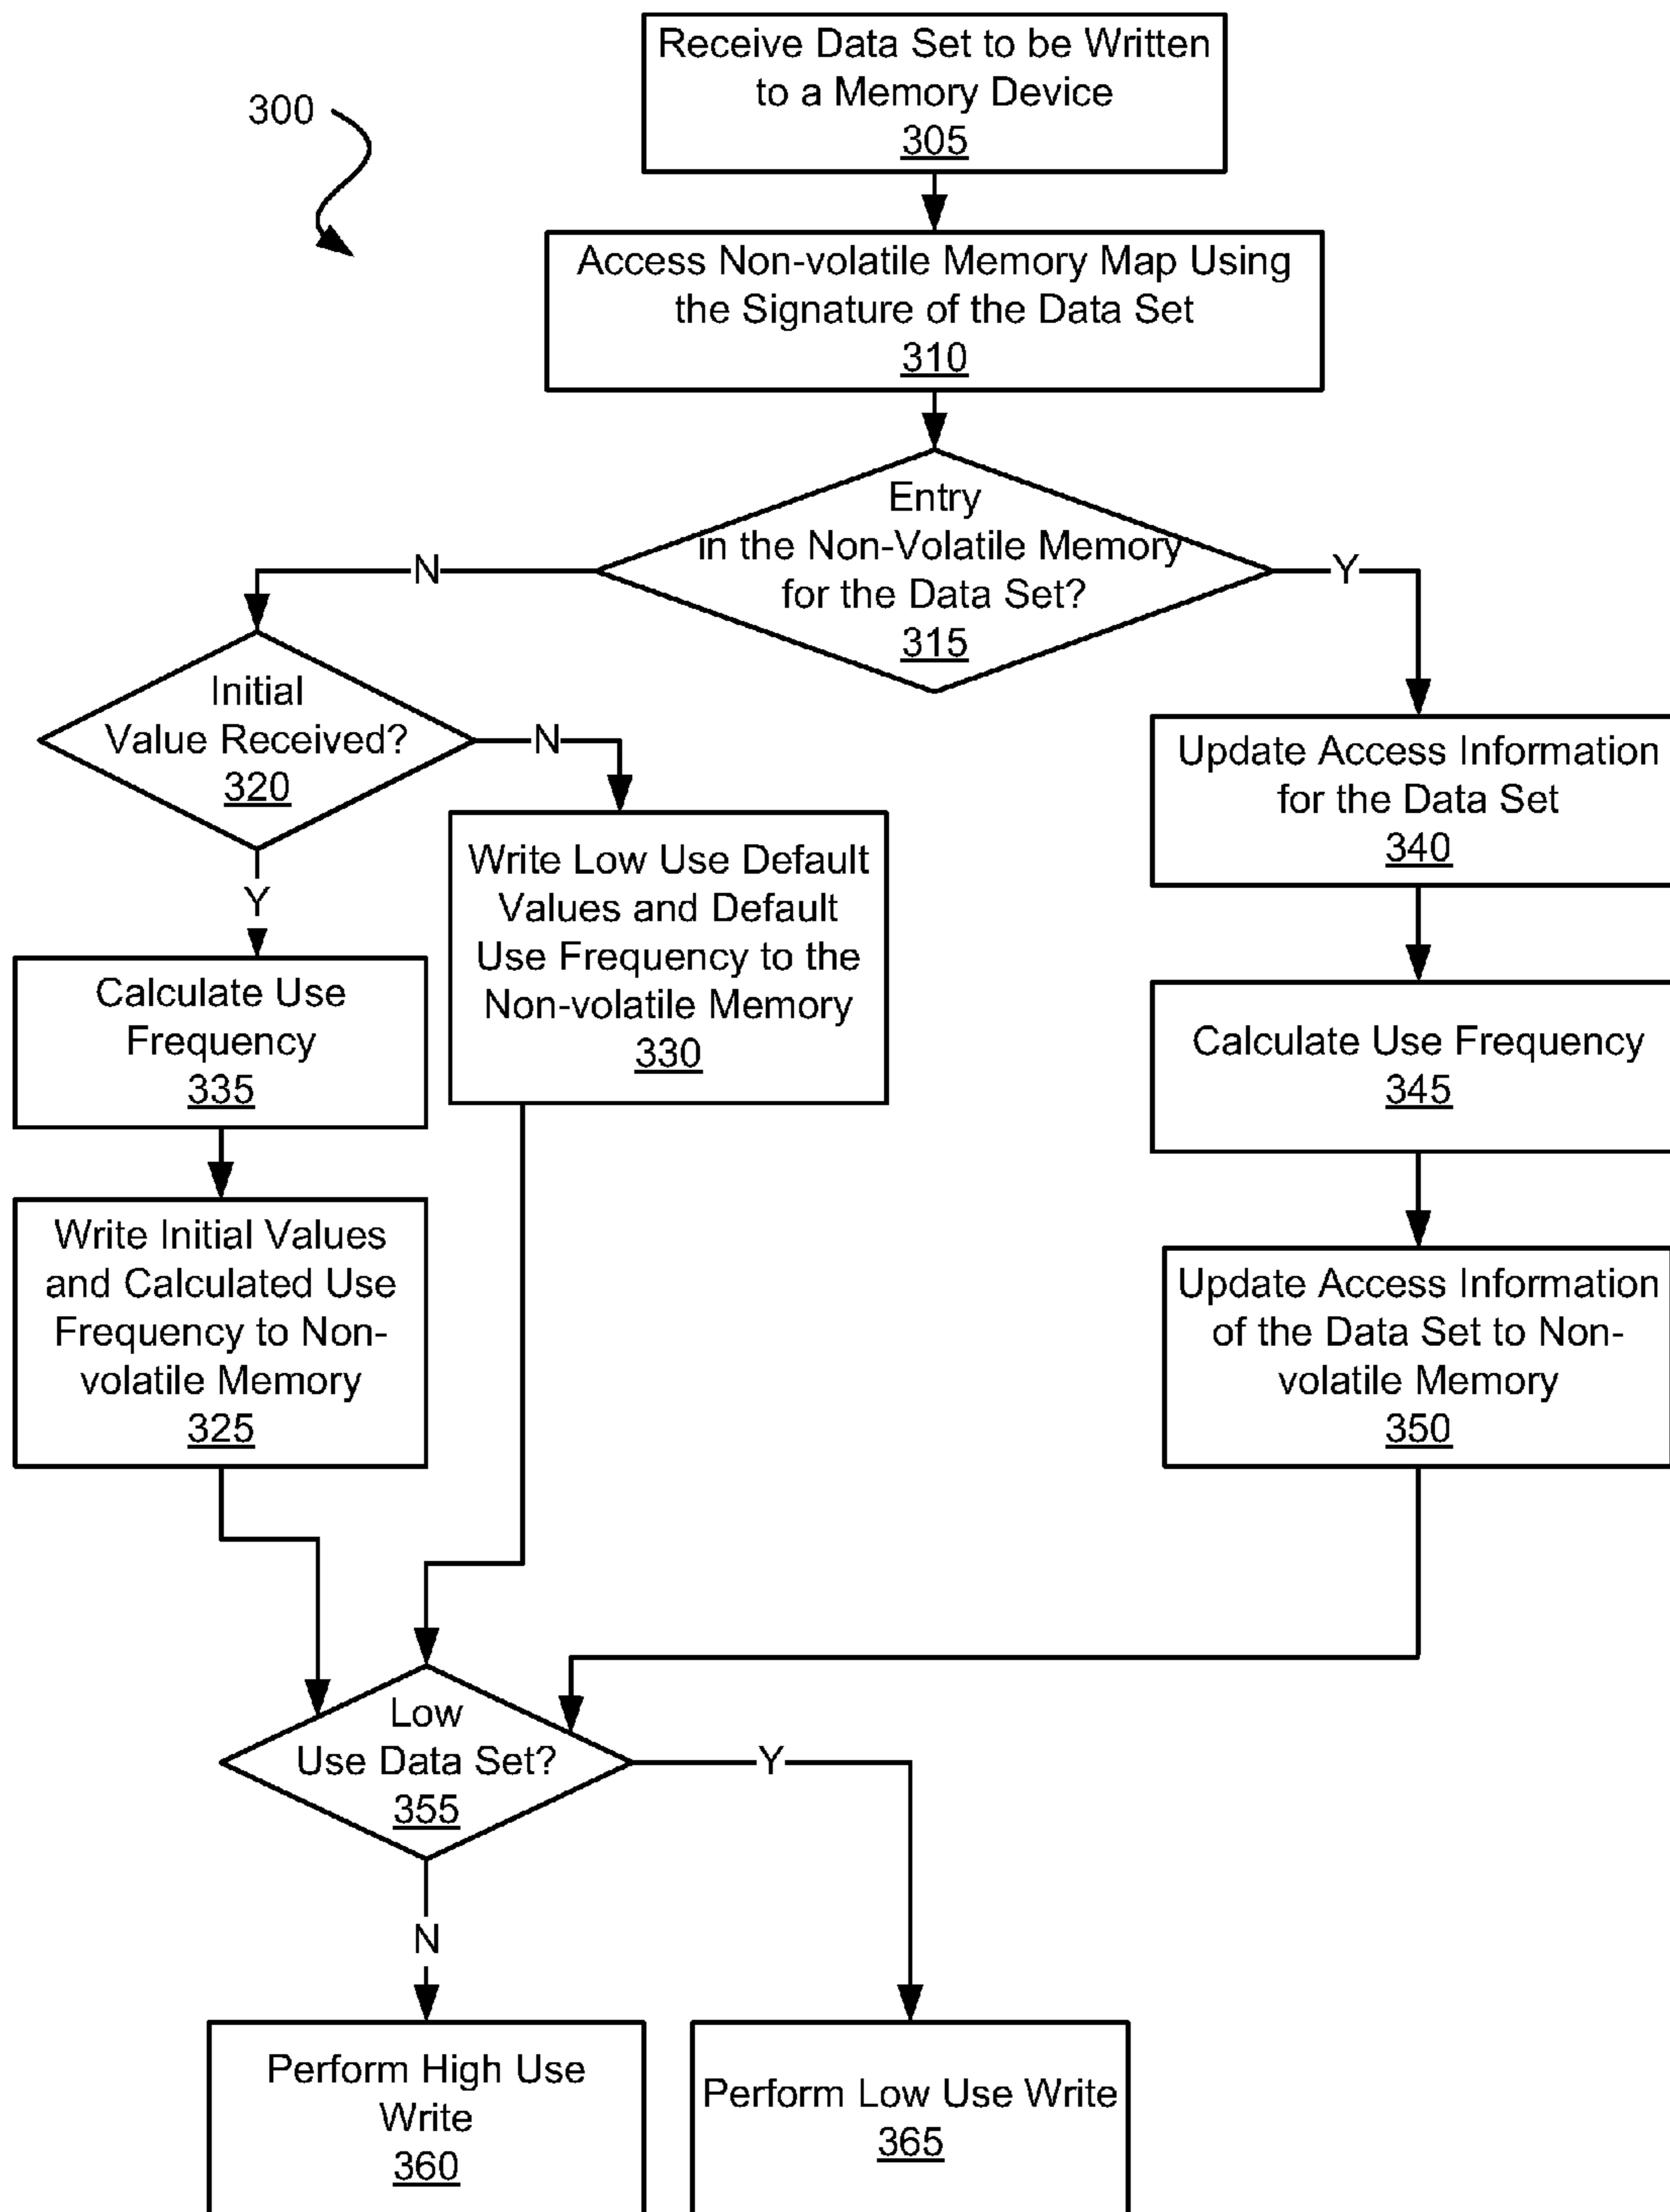 Receive Data Set to be Written
to a Memory Device
305
300
Access Non-volatile Memory Map Using
the Signature of the Data Set
310
Entry
in the Non-Volatile Memory
for the Data Set?
315
N
Y
Initial
Value Received?
320
N
Y
Update Access Information
for the Data Set
340
Write Low Use Default
Values and Default
Use Frequency to the
Non-volatile Memory
330
Calculate Use
Frequency
335
Calculate Use Frequency
345
Write Initial Values
and Calculated Use
Frequency to Non-
volatile Memory
325
Update Access Information
of the Data Set to Non-
volatile Memory
350
Low
Use Data Set?
355
Y
N
Perform High Use
Write
360
Perform Low Use Write
365